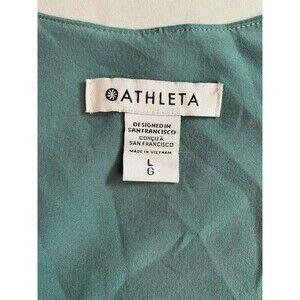 ATHLETA
DESIGNED IN
SAN FRANCISCO
CONÇU À
SAN FRANCISCO
MADE IN VIETNAM
L
G